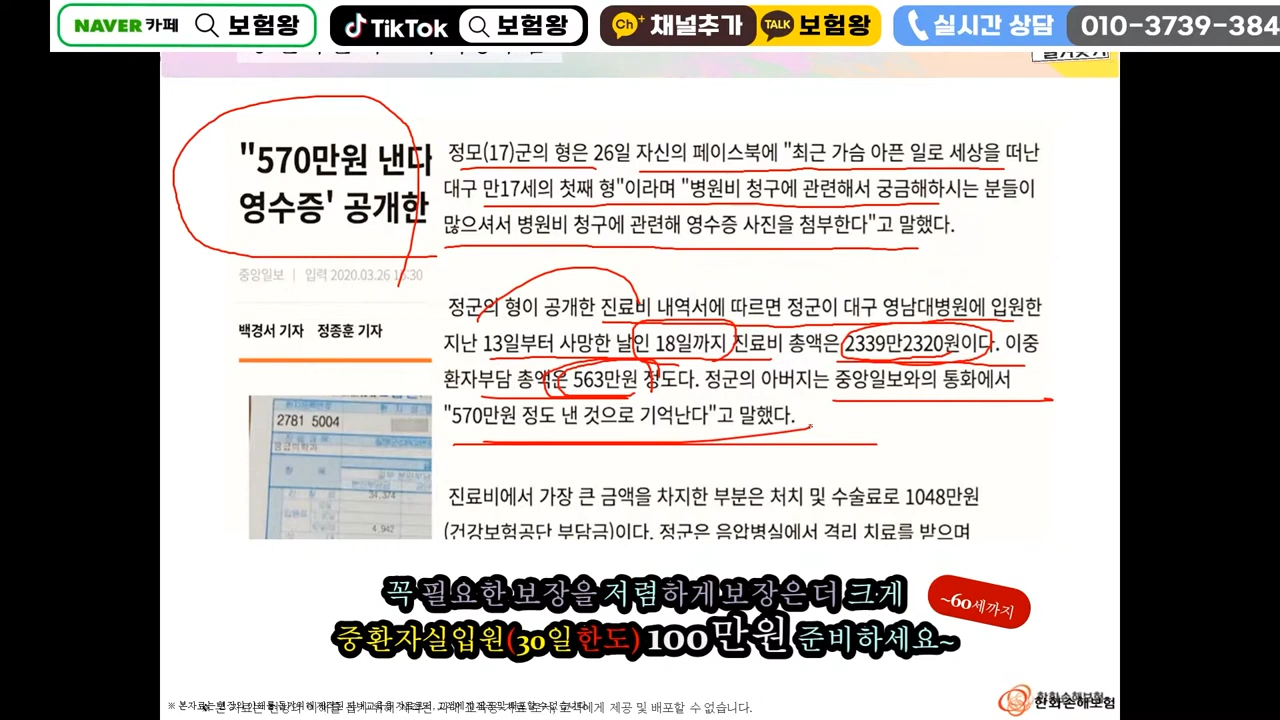 NAVER 카페 보험왕
TikTok 보험왕
Ch+ 채널추가 TALK 보험왕
실시간 상담 010-3739-384
"570만원 낸다
영수증' 공개한
중앙일보 | 입력 2020.03.26
백경서 기자 정종훈 기자
2781 5004
정모(17)군의 형은 26일 자신의 페이스북에 "최근 가슴 아픈 일로 세상을 떠난
대구 만17세의 첫째 형"이라며 "병원비 청구에 관련해서 궁금해하시는 분들이
많으셔서 병원비 청구에 관련해 영수증 사진을 첨부한다"고 말했다.
정군의 형이 공개한 진료비 내역서에 따르면 정군이 대구 영남대병원에 입원한
지난 13일부터 사망한 날인 18일까지 진료비 총액은 2339만2320원이다. 이중
환자부담 총액은 563만원 정도다. 정군의 아버지는 중앙일보와의 통화에서
"570만원 정도 낸 것으로 기억난다"고 말했다.
진료비에서 가장 큰 금액을 차지한 부분은 처치 및 수술료로 1048만원
(건강보험공단 부담금)이다. 정군은 음압병실에서 격리 치료를 받으며
꼭 필요한 보장을 저렴하게 보장은 더 크게
~60세까지
중환자실입원(30일한도) 100만원 준비하세요~
제공 및 배포할 수 없습니다.
한화손해보험